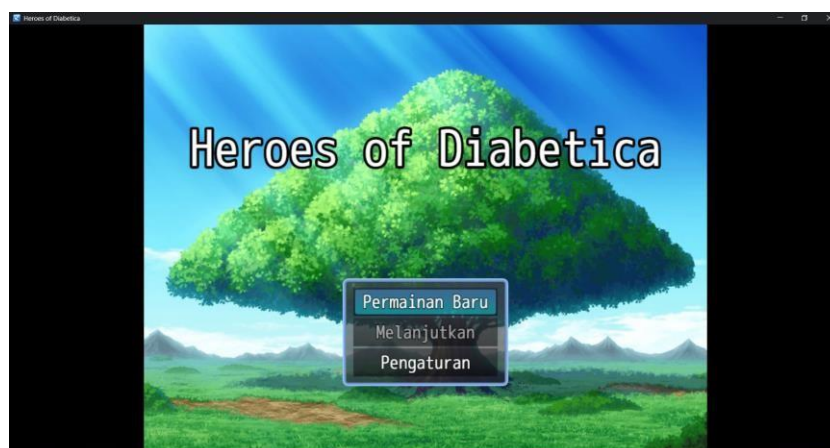 Heroes of Diabetica
Heroes of Diabetica
Permainan Baru
Melanjutkan
Pengaturan